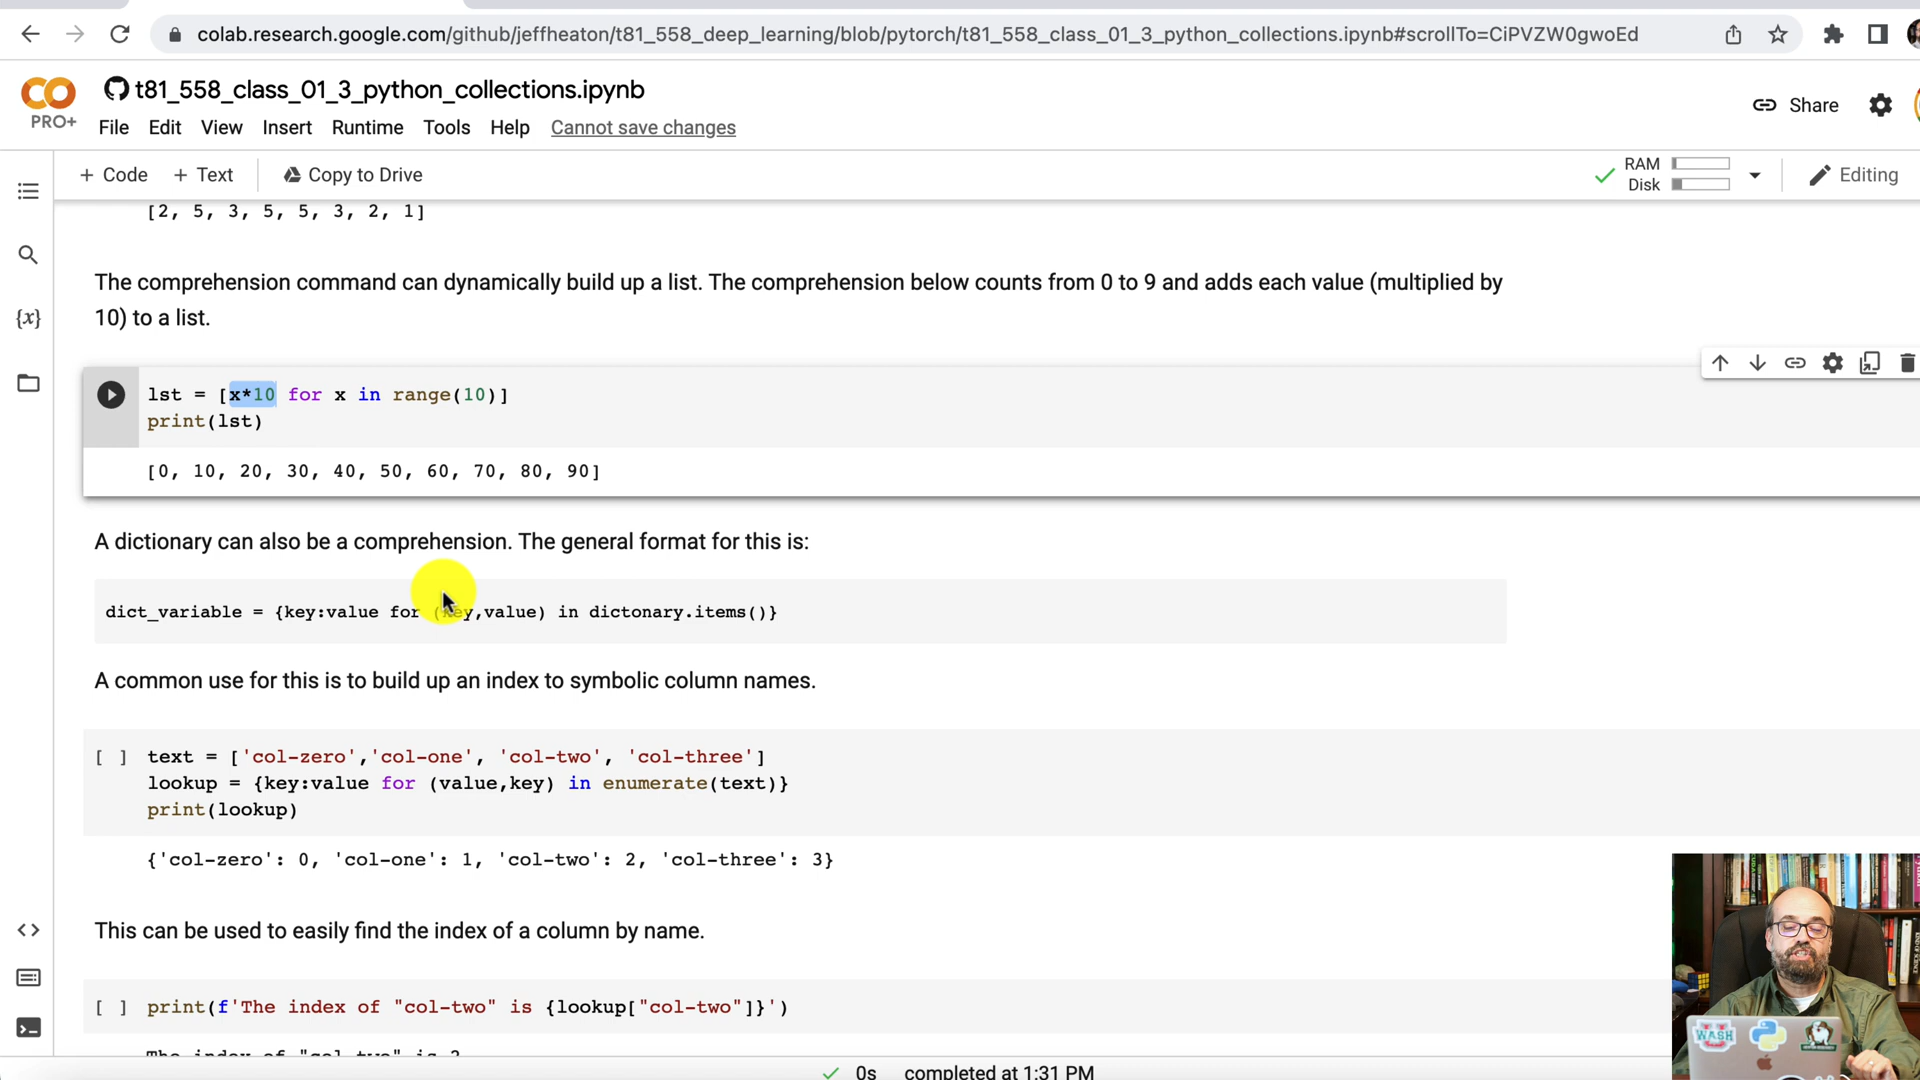 colab.research.google.com/github/jeffheaton/t81_558_deep_learning/blob/pytorch/t81_558_class_01_3_python_collections.ipynb#scrollTo=CiPVZW0gwoEd
t81_558_class_01_3_python_collections.ipynb
PRO+
File Edit View Insert Runtime Tools Help Cannot save changes
Share
+ Code + Text Copy to Drive
RAM
Disk
Editing
[2, 5, 3, 5, 5, 3, 2, 1]
The comprehension command can dynamically build up a list. The comprehension below counts from 0 to 9 and adds each value (multiplied by
10) to a list.
{x}
lst = [x*10 for x in range(10)]
print(lst)
[0, 10, 20, 30, 40, 50, 60, 70, 80, 90]
A dictionary can also be a comprehension. The general format for this is:
dict_variable = {key:value for (key,value) in dictonary.items()}
A common use for this is to build up an index to symbolic column names.
[ ] text = ['col-zero','col-one', 'col-two', 'col-three']
lookup = {key:value for (value,key) in enumerate(text)}
print(lookup)
{'col-zero': 0, 'col-one': 1, 'col-two': 2, 'col-three': 3}
This can be used to easily find the index of a column by name.
[ ] print(f'The index of "col-two" is {lookup["col-two"]}')
The index of "col-two" is 2
WASH
0s completed at 1:31 PM